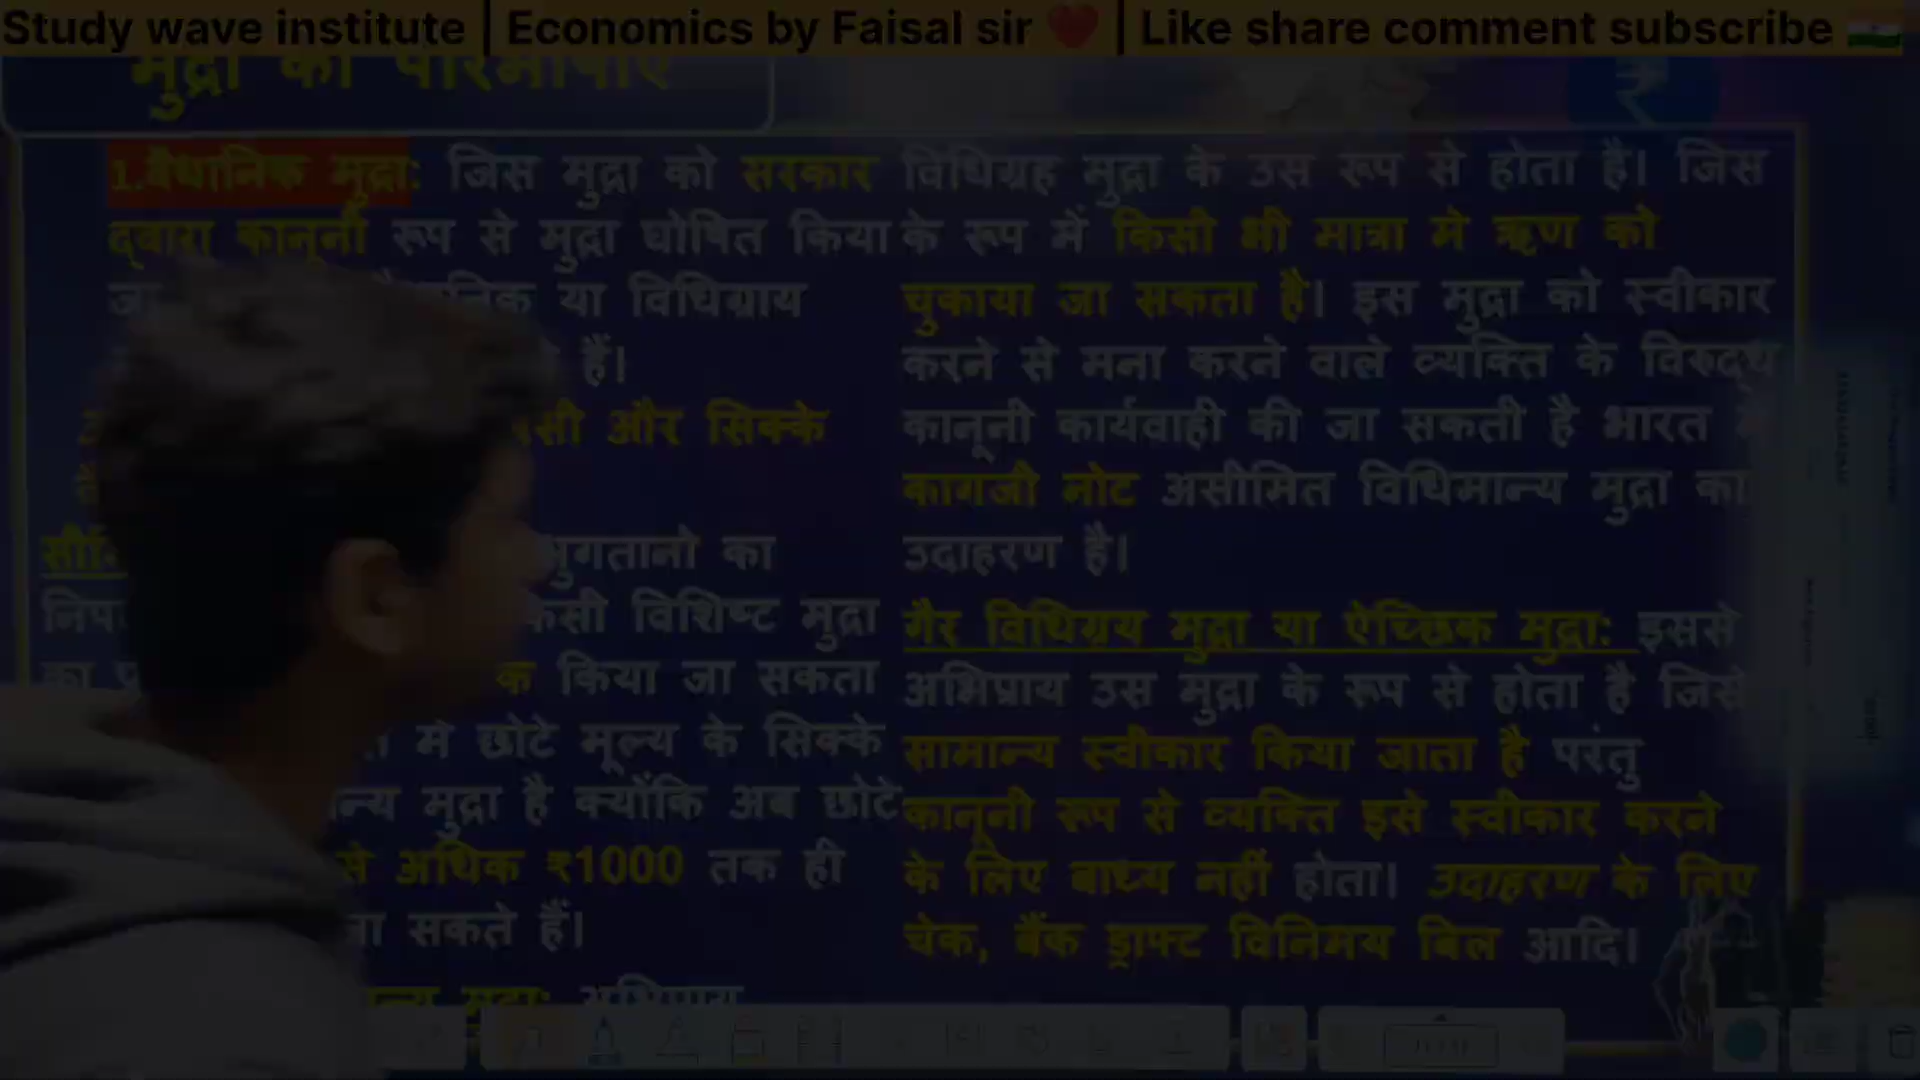 Study wave institute | Economics by Faisal sir ❤️ | Like share comment subscribe 🇮🇳
मुद्रा की परिभाषाएं
₹
1.वैधानिक मुद्रा: जिस मुद्रा को सरकार
द्वारा कानूनी रूप से मुद्रा घोषित किया
या विधिग्राय
हैं।
और सिक्के
भुगतानो का
किसी विशिष्ट मुद्रा
किया जा सकता
मे छोटे मूल्य के सिक्के
मुद्रा है क्योंकि अब छोटे
से अधिक ₹1000 तक ही
सकते हैं।
विधिग्रह मुद्रा के उस रूप से होता है। जिस
के रूप में किसी भी मात्रा मे ऋण को
चुकाया जा सकता है। इस मुद्रा को स्वीकार
करने से मना करने वाले व्यक्ति के विरुद्ध
कानूनी कार्यवाही की जा सकती है भारत
कागजी नोट असीमित विधिमान्य मुद्रा का
उदाहरण है।
गैर विधिग्रय मुद्रा या ऐच्छिक मुद्रा: इससे
अभिप्राय उस मुद्रा के रूप से होता है जिसे
सामान्य स्वीकार किया जाता है परंतु
कानूनी रूप से व्यक्ति इसे स्वीकार करने
के लिए बाध्य नहीं होता। उदाहरण के लिए
चेक, बैंक ड्राफ्ट विनिमय बिल आदि।